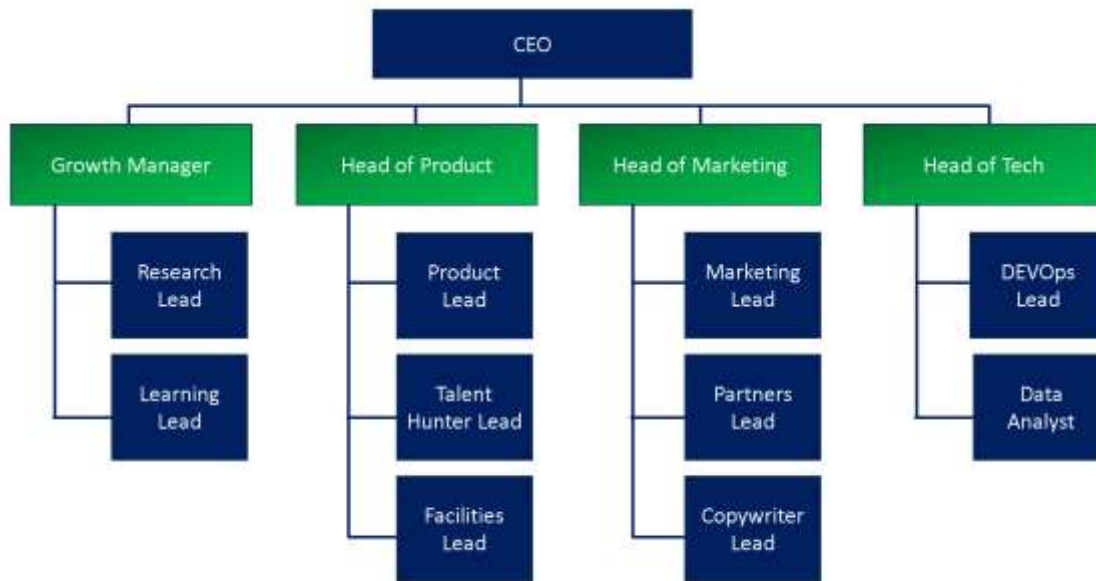 CEO
Growth Manager
Head of Product
Head of Marketing
Head of Tech
Research
Lead
Product
Lead
Marketing
Lead
DEVOps
Lead
Learning
Lead
Talent
Hunter Lead
Partners
Lead
Data
Analyst
Facilities
Lead
Copywriter
Lead